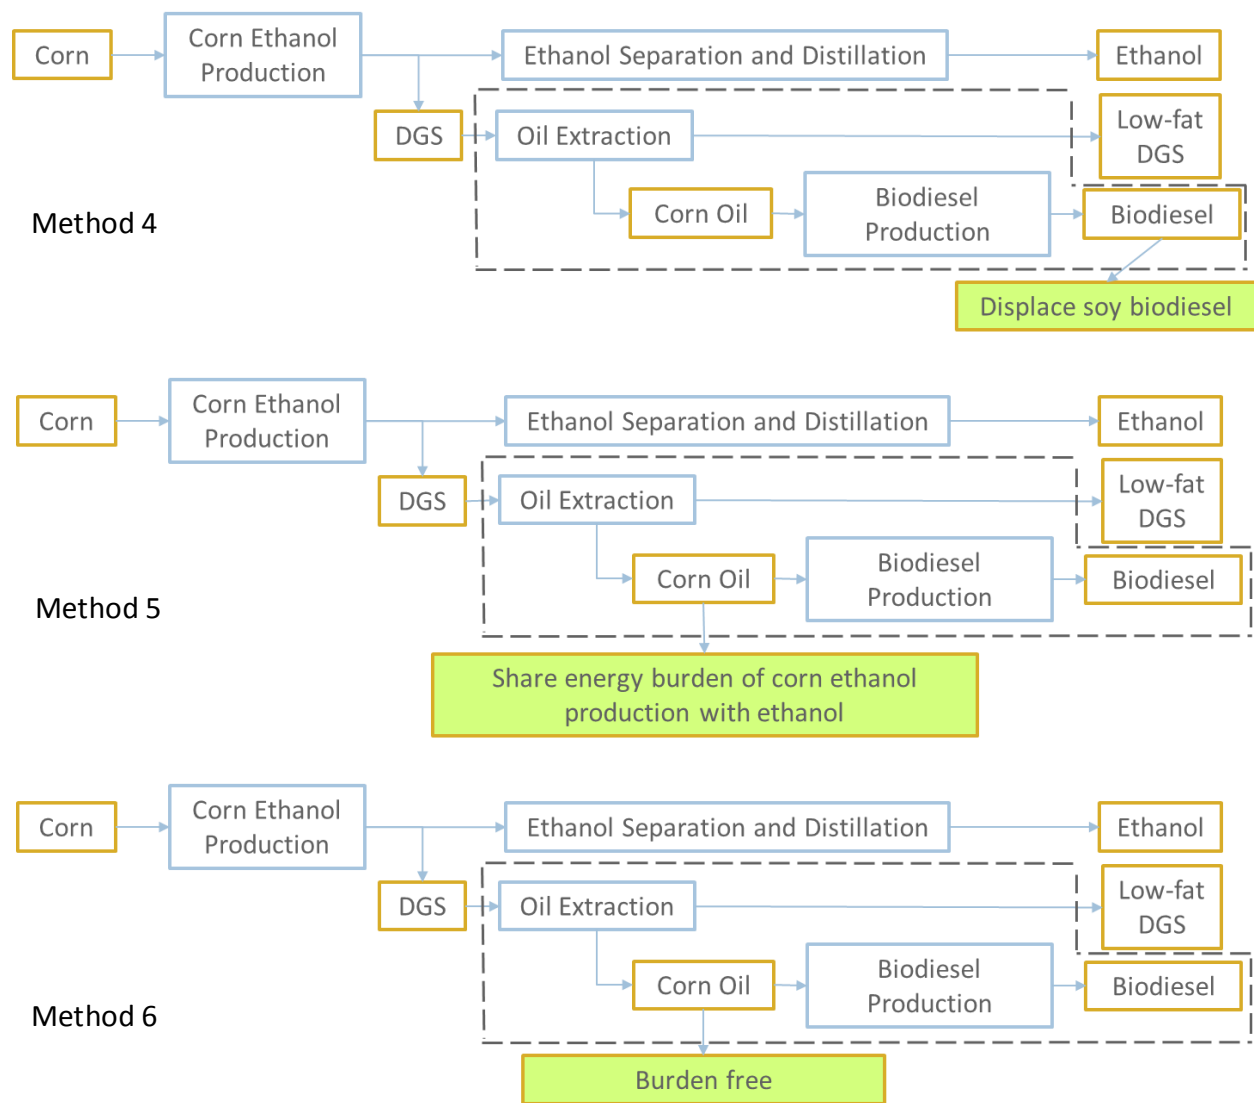 Corn
Corn Ethanol
Production
Ethanol Separation and Distillation
Ethanol
DGS
Oil Extraction
Low-fat
DGS
Corn Oil
Biodiesel
Production
Biodiesel
Method 4
Displace soy biodiesel
Corn
Corn Ethanol
Production
Ethanol Separation and Distillation
Ethanol
DGS
Oil Extraction
Low-fat
DGS
Corn Oil
Biodiesel
Production
Biodiesel
Method 5
Share energy burden of corn ethanol
production with ethanol
Corn
Corn Ethanol
Production
Ethanol Separation and Distillation
Ethanol
DGS
Oil Extraction
Low-fat
DGS
Corn Oil
Biodiesel
Production
Biodiesel
Method 6
Burden free